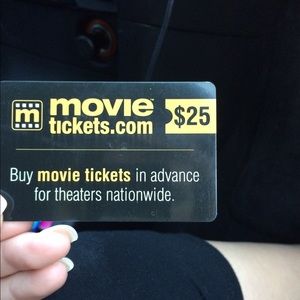 m movie
tickets.com
$25
Buy movie tickets in advance
for theaters nationwide.